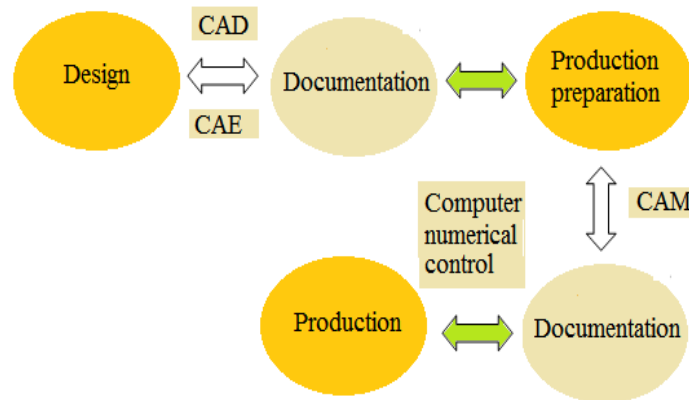 CAD
Design
Documentation
CAE
Production
preparation
Computer
numerical
control
CAM
Production
Documentation